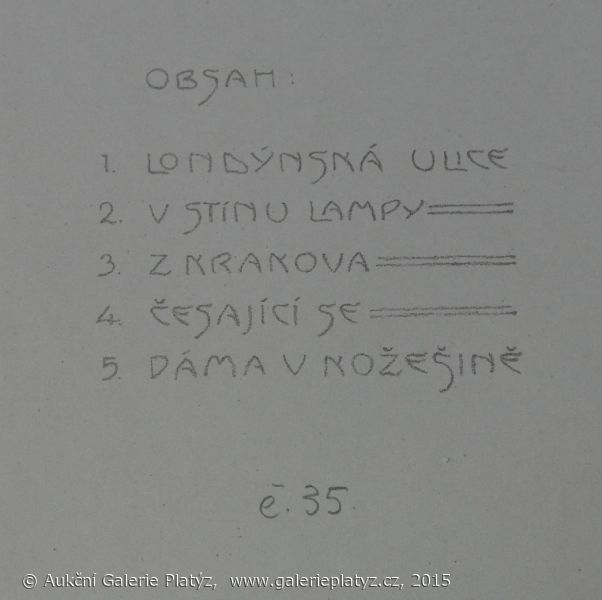 OBSAH:
1. LONDÝNSKÁ ULICE
2. V STÍNU LAMPY
3. Z KRAKOVA
4. ČESAJÍCÍ SE
5. DÁMA V KOŽEŠINĚ
č. 35.
© Aukční Galerie Platýz, www.galerieplatyz.cz, 2015